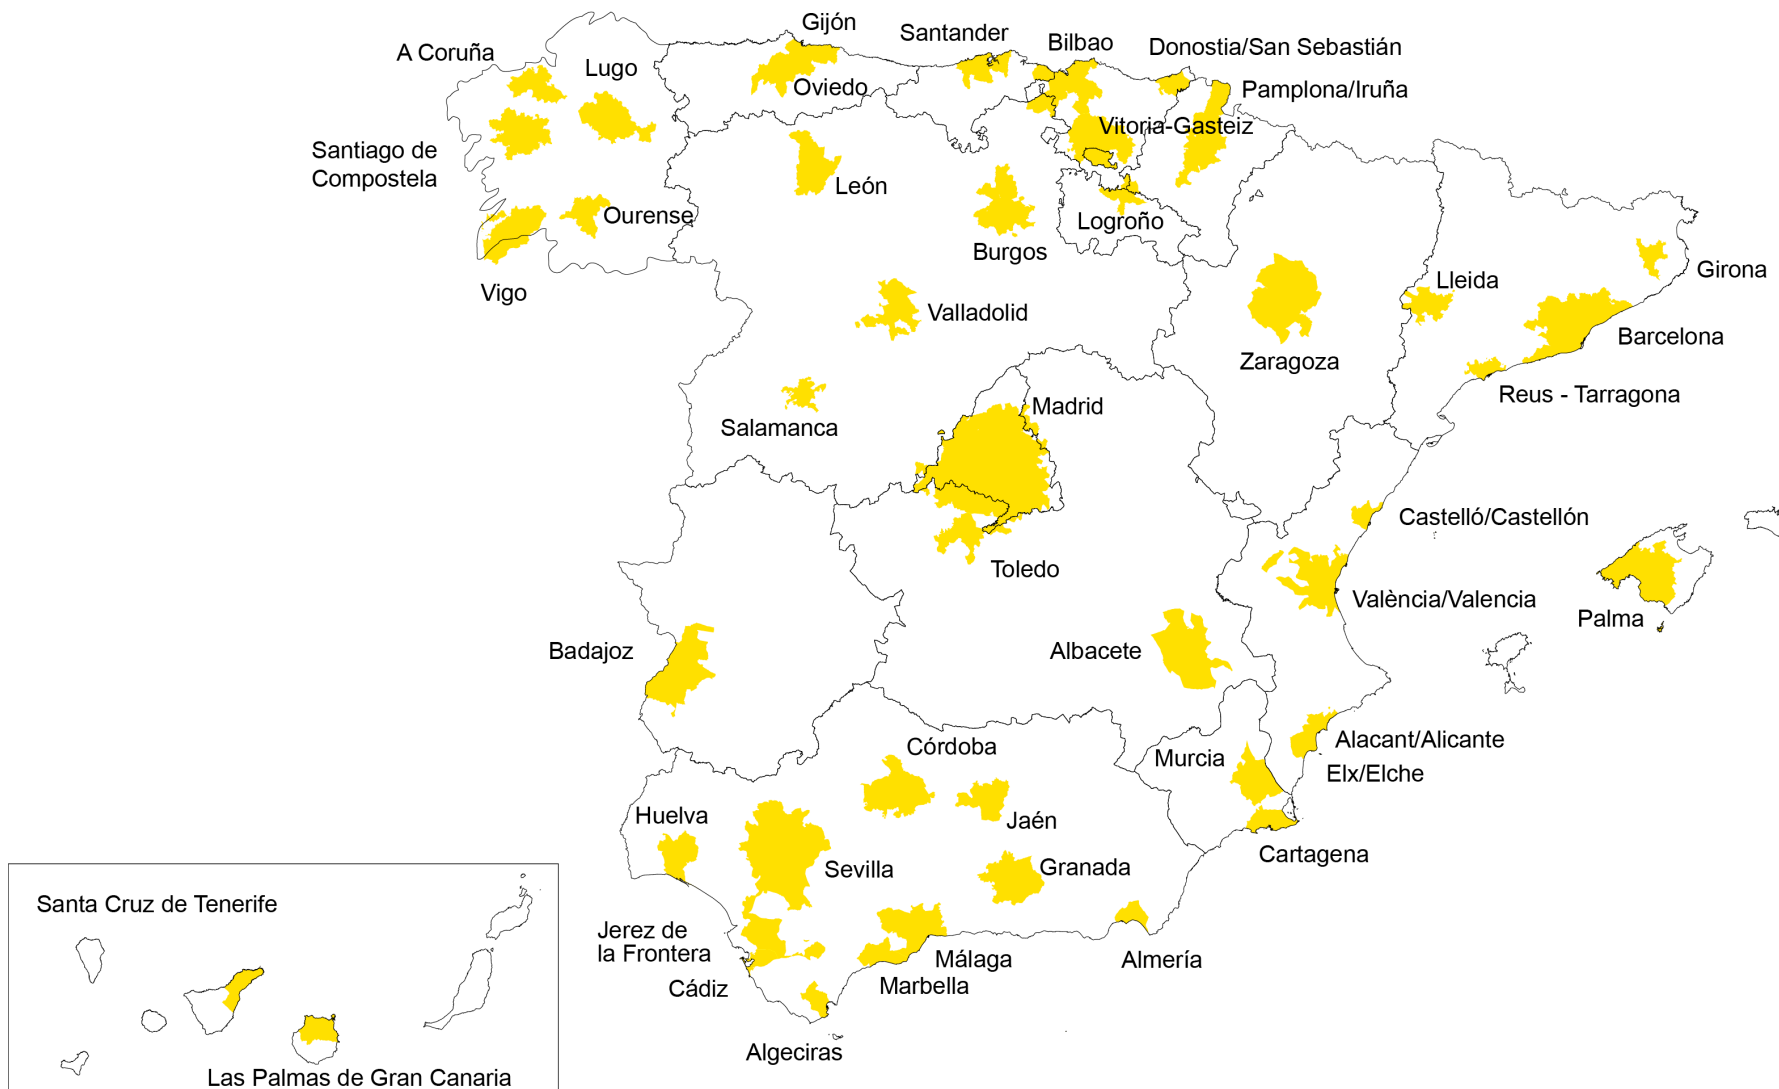 Gijón
Santander
Bilbao
Donostia/San Sebastián
A Coruña
Lugo
Oviedo
Pamplona/Iruña
Vitoria-Gasteiz
Santiago de
Compostela
León
Ourense
Logroño
Burgos
Girona
Lleida
Vigo
Valladolid
Barcelona
Zaragoza
Reus - Tarragona
Madrid
Salamanca
Castelló/Castellón
Toledo
València/Valencia
Palma
Badajoz
Albacete
Alacant/Alicante
Córdoba
Murcia
Elx/Elche
Huelva
Jaén
Cartagena
Sevilla
Granada
Santa Cruz de Tenerife
Jerez de
la Frontera
Málaga
Almería
Cádiz
Marbella
Algeciras
Las Palmas de Gran Canaria